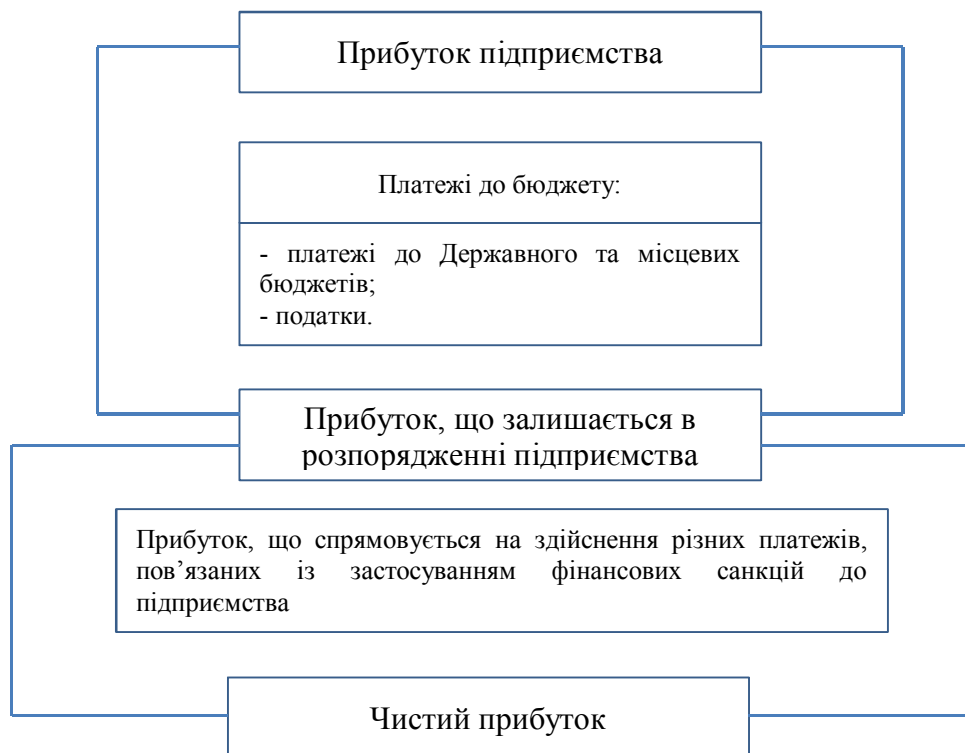 Прибуток підприємства
Платежі до бюджету:
- платежі до Державного та місцевих
бюджетів;
- податки.
Прибуток, що залишається в
розпорядженні підприємства
Прибуток, що спрямовується на здійснення різних платежів,
пов’язаних із застосуванням фінансових санкцій до
підприємства
Чистий прибуток